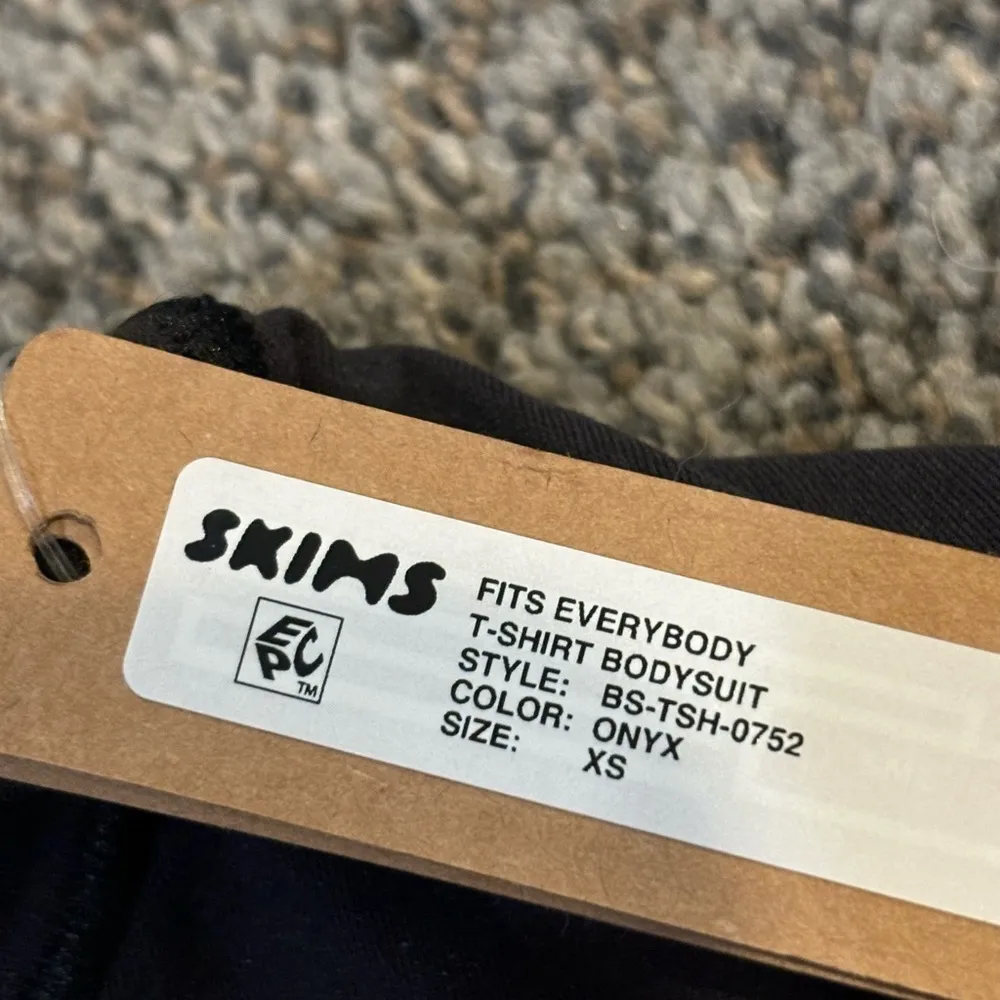 SKIMS
EPC
TM
FITS EVERYBODY
T-SHIRT BODYSUIT
STYLE: BS-TSH-0752
COLOR: ONYX
SIZE: XS